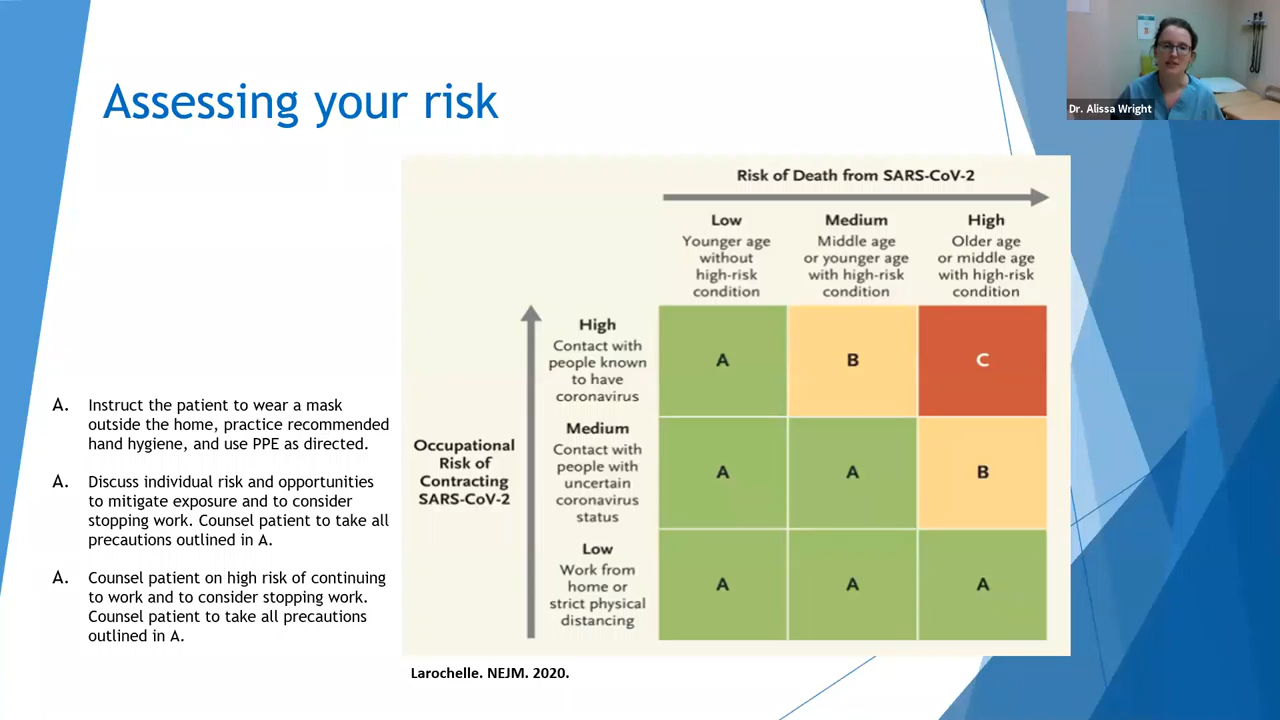 Assessing your risk
Dr. Alissa Wright
A. Instruct the patient to wear a mask
outside the home, practice recommended
hand hygiene, and use PPE as directed.
A. Discuss individual risk and opportunities
to mitigate exposure and to consider
stopping work. Counsel patient to take all
precautions outlined in A.
A. Counsel patient on high risk of continuing
to work and to consider stopping work.
Counsel patient to take all precautions
outlined in A.
Risk of Death from SARS-CoV-2
Low
Younger age
without
high-risk
condition
Medium
Middle age
or younger age
with high-risk
condition
High
Older age
or middle age
with high-risk
condition
Occupational
Risk of
Contracting
SARS-CoV-2
High
Contact with
people known
to have
coronavirus
A
B
C
Medium
Contact with
people with
uncertain
coronavirus
status
A
A
B
Low
Work from
home or
strict physical
distancing
A
A
A
Larochelle. NEJM. 2020.